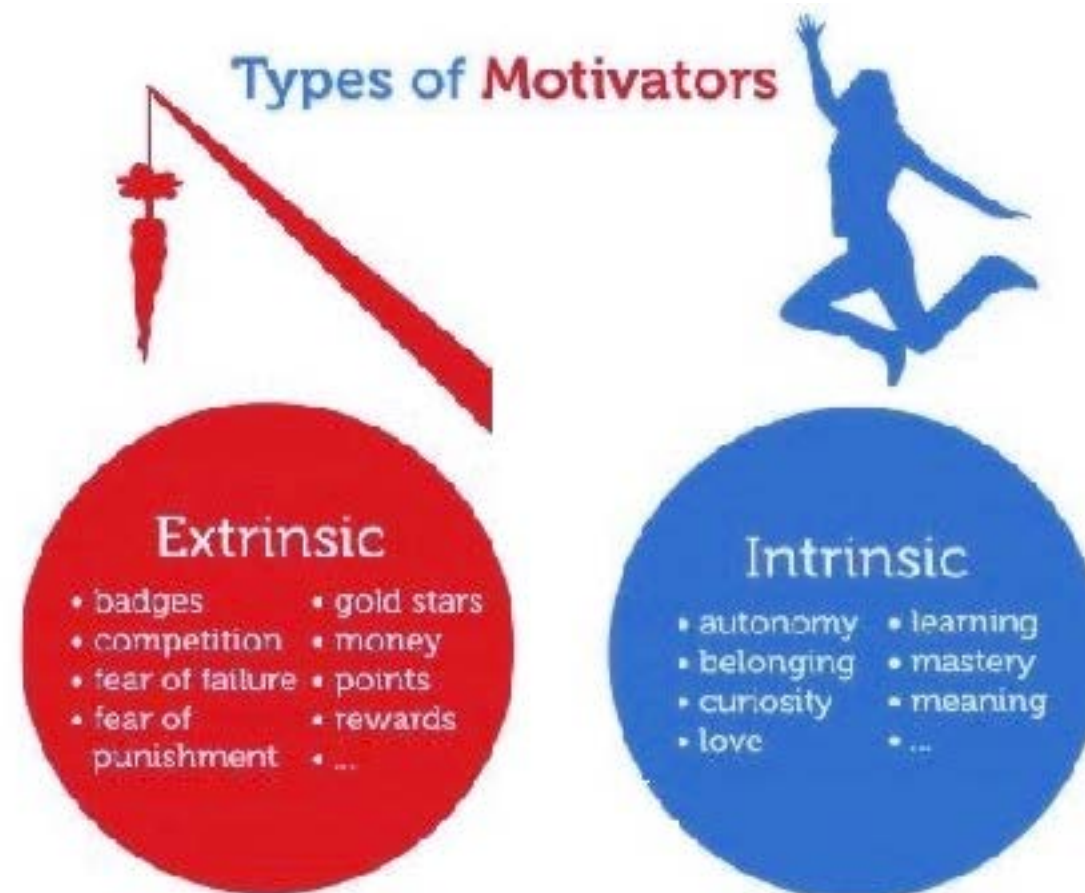 Types of Motivators
Extrinsic
• badges
• competition
• fear of failure
• fear of
punishment
• gold stars
• money
• points
• rewards
• ...
Intrinsic
• autonomy
• belonging
• curiosity
• love
• learning
• mastery
• meaning
• ...